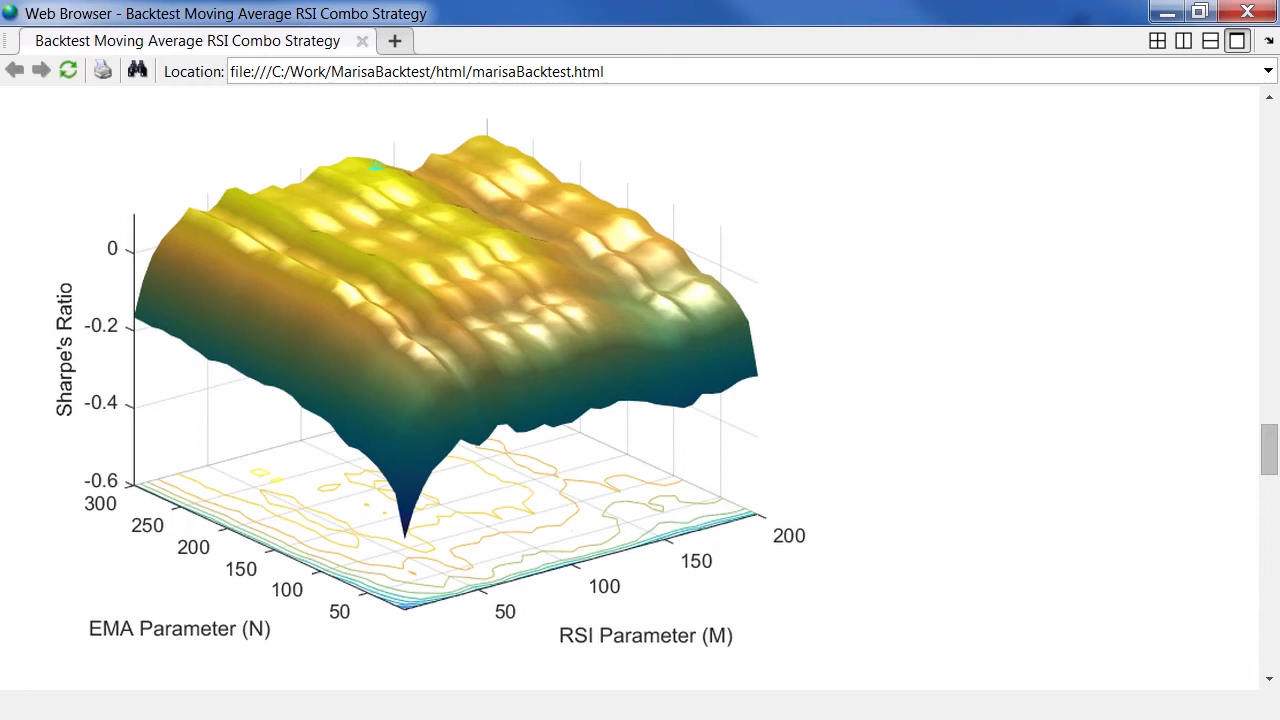 Web Browser - Backtest Moving Average RSI Combo Strategy
Backtest Moving Average RSI Combo Strategy
Location: file:///C:/Work/MarisaBacktest/html/marisaBacktest.html
0
-0.2
-0.4
-0.6
Sharpe's Ratio
300
250
200
150
100
50
EMA Parameter (N)
50
100
150
200
RSI Parameter (M)